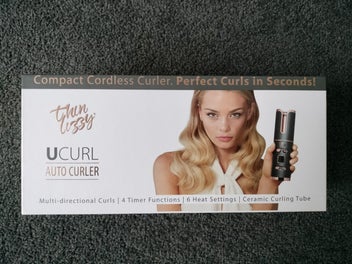 Compact Cordless Curler. Perfect Curls in Seconds!
thin
lizzy
UCURL
AUTO CURLER
Multi-directional Curls | 4 Timer Functions | 6 Heat Settings | Ceramic Curling Tube